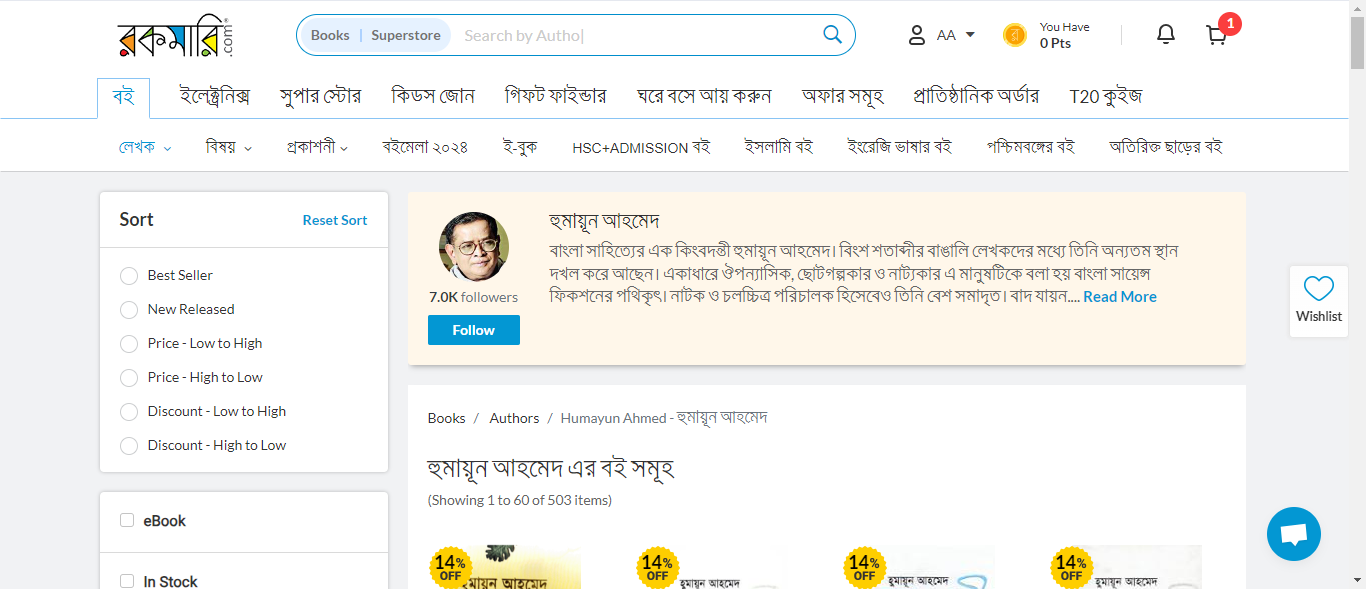 রকমারি.com
Books | Superstore Search by Autho|
AA
You Have
0 Pts
1
বই ইলেক্ট্রনিক্স সুপার স্টোর কিডস জোন গিফট ফাইন্ডার ঘরে বসে আয় করুন অফার সমূহ প্রাতিষ্ঠানিক অর্ডার T20 কুইজ
লেখক বিষয় প্রকাশনী বইমেলা ২০২৪ ই-বুক HSC+ADMISSION বই ইসলামি বই ইংরেজি ভাষার বই পশ্চিমবঙ্গের বই অতিরিক্ত ছাড়ের বই
Sort Reset Sort
Best Seller
New Released
Price - Low to High
Price - High to Low
Discount - Low to High
Discount - High to Low
eBook
In Stock
হুমায়ূন আহমেদ
বাংলা সাহিত্যের এক কিংবদন্তী হুমায়ূন আহমেদ। বিংশ শতাব্দীর বাঙালি লেখকদের মধ্যে তিনি অন্যতম স্থান
দখল করে আছেন। একাধারে ঔপন্যাসিক, ছোটগল্পকার ও নাট্যকার এ মানুষটিকে বলা হয় বাংলা সায়েন্স
ফিকশনের পথিকৃৎ। নাটক ও চলচ্চিত্র পরিচালক হিসেবেও তিনি বেশ সমাদৃত। বাদ যায়ন.... Read More
7.0K followers
Follow
Wishlist
Books / Authors / Humayun Ahmed - হুমায়ূন আহমেদ
হুমায়ূন আহমেদ এর বই সমূহ
(Showing 1 to 60 of 503 items)
14% OFF
মায়ূন আহমেদ
14% OFF
হুমায়ূন আহমেদ
14% OFF
হুমায়ূন আহমেদ
14% OFF
হুমায়ূন আহমেদ